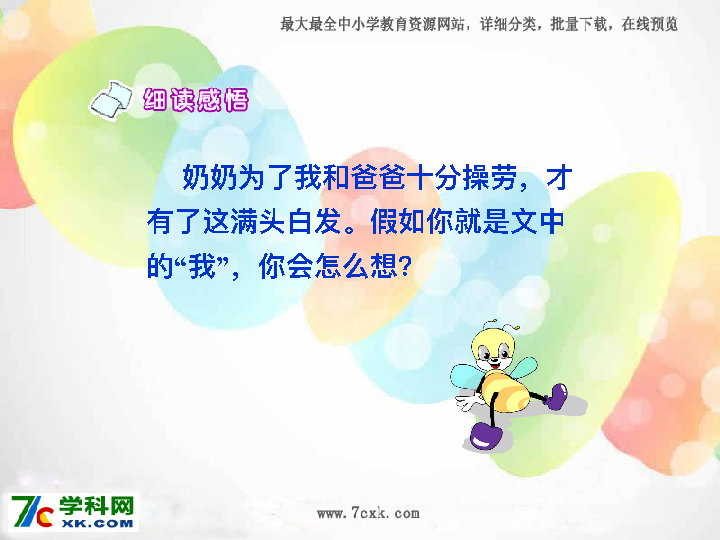 最大最全中小学教育资源网站，详细分类，批量下载，在线预览
细读感悟
奶奶为了我和爸爸十分操劳，才
有了这满头白发。假如你就是文中
的“我”，你会怎么想？
7c学科网
XK.COM
www.7cxk.com